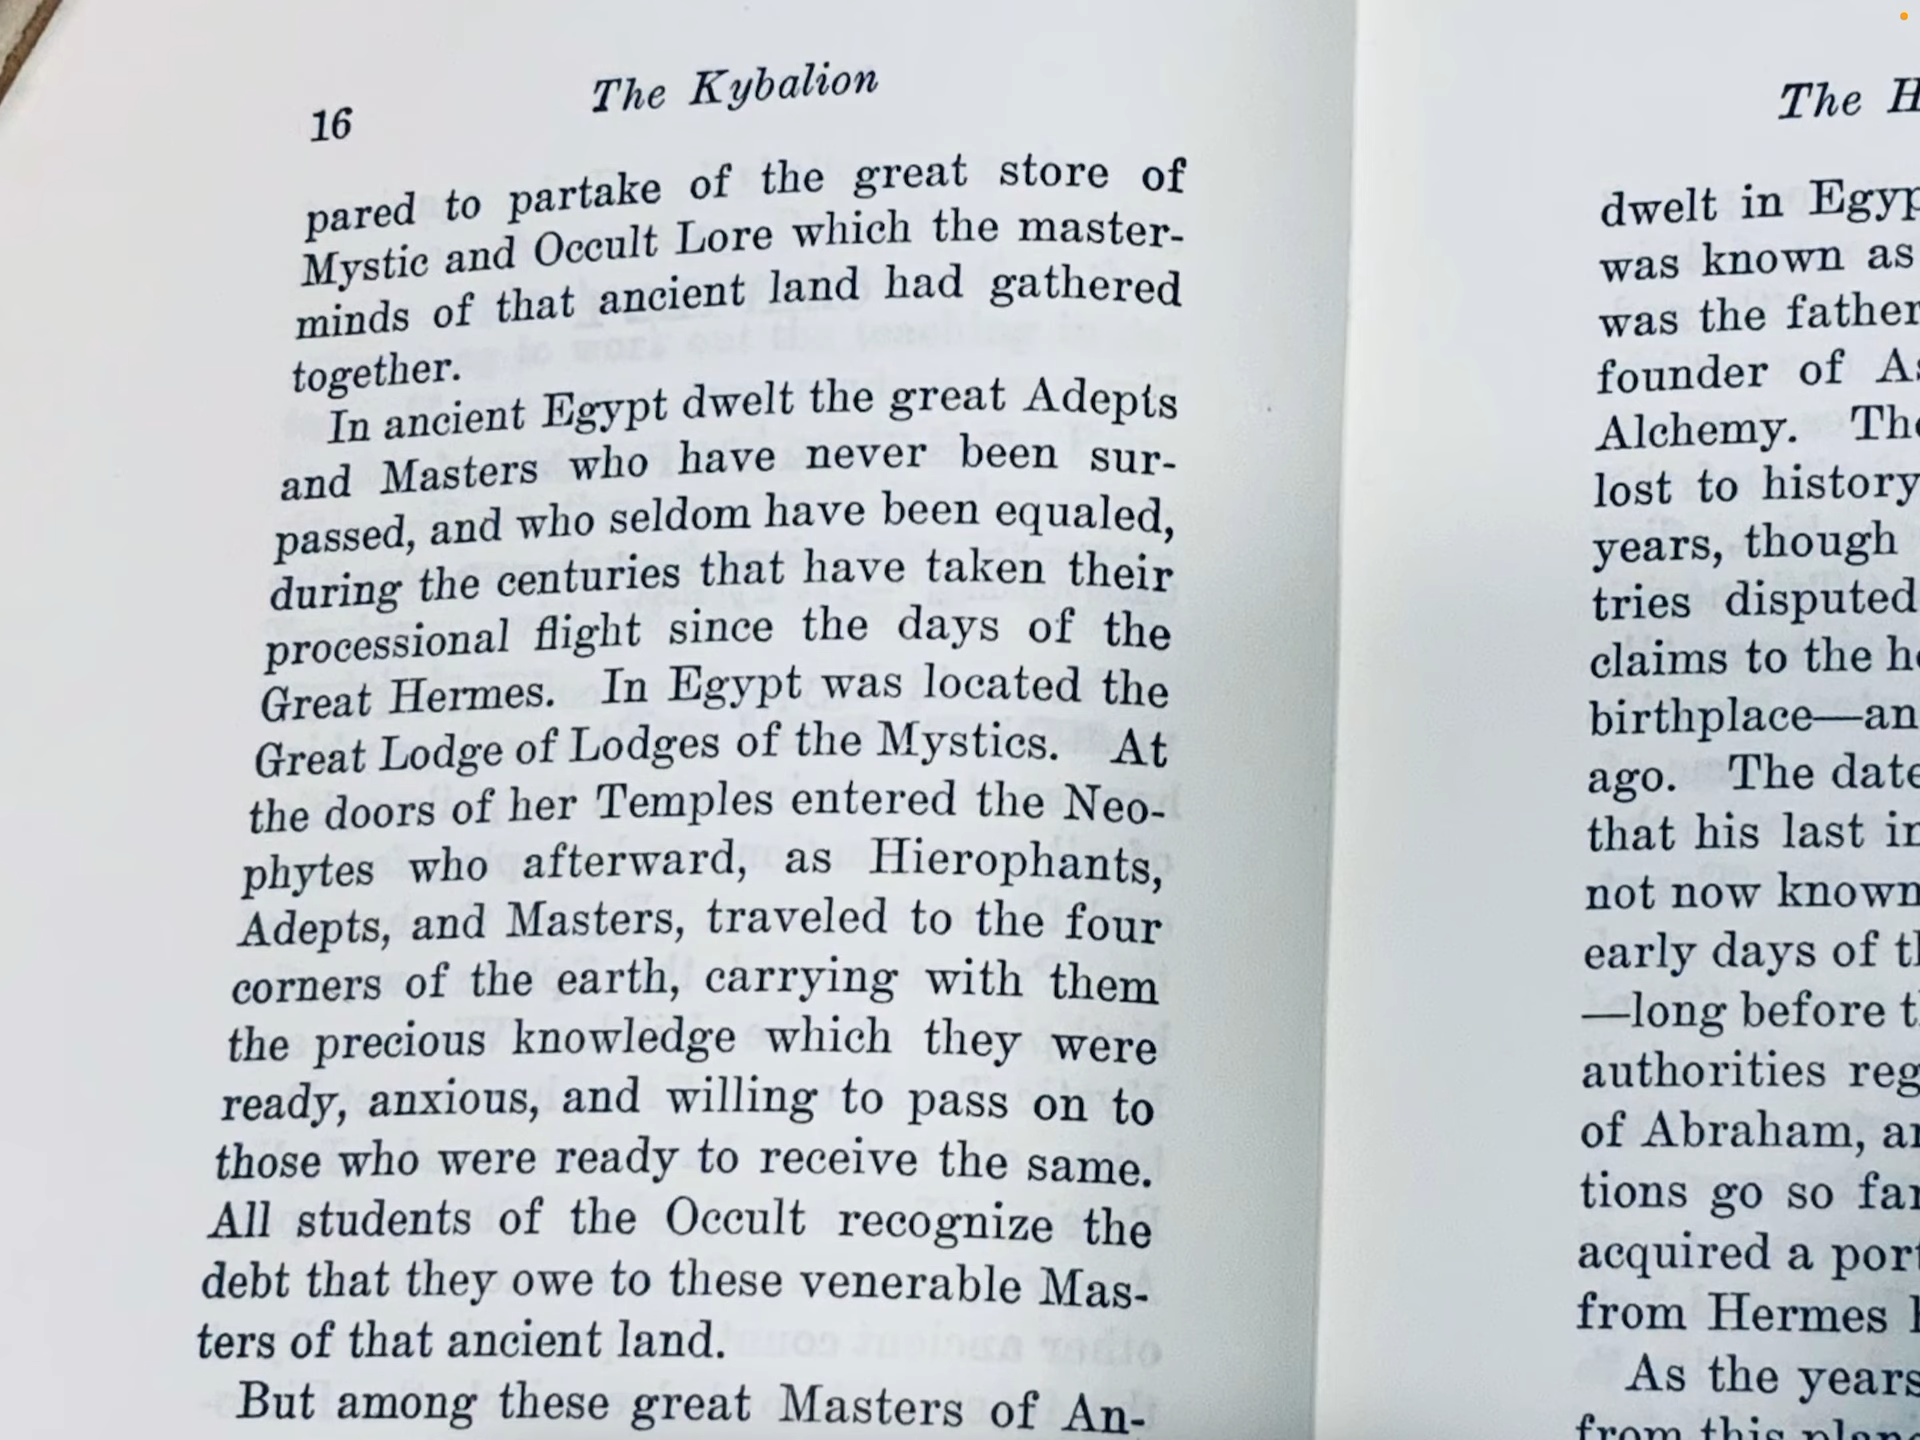 16
The Kybalion
pared to partake of the great store of
Mystic and Occult Lore which the master-
minds of that ancient land had gathered
together.
In ancient Egypt dwelt the great Adepts
and Masters who have never been sur-
passed, and who seldom have been equaled,
during the centuries that have taken their
processional flight since the days of the
Great Hermes. In Egypt was located the
Great Lodge of Lodges of the Mystics. At
the doors of her Temples entered the Neo-
phytes who afterward, as Hierophants,
Adepts, and Masters, traveled to the four
corners of the earth, carrying with them
the precious knowledge which they were
ready, anxious, and willing to pass on to
those who were ready to receive the same.
All students of the Occult recognize the
debt that they owe to these venerable Mas-
ters of that ancient land.
But among these great Masters of An-
The
dwelt in
was known as
was the
founder of
Alchemy.
lost to history
years, though
tries disputed
claims to the
birthplace—
ago. The
that his last
not now known
early days of
—long before
authorities
of Abraham,
tions go so
acquired a
from Hermes
As the years
from this